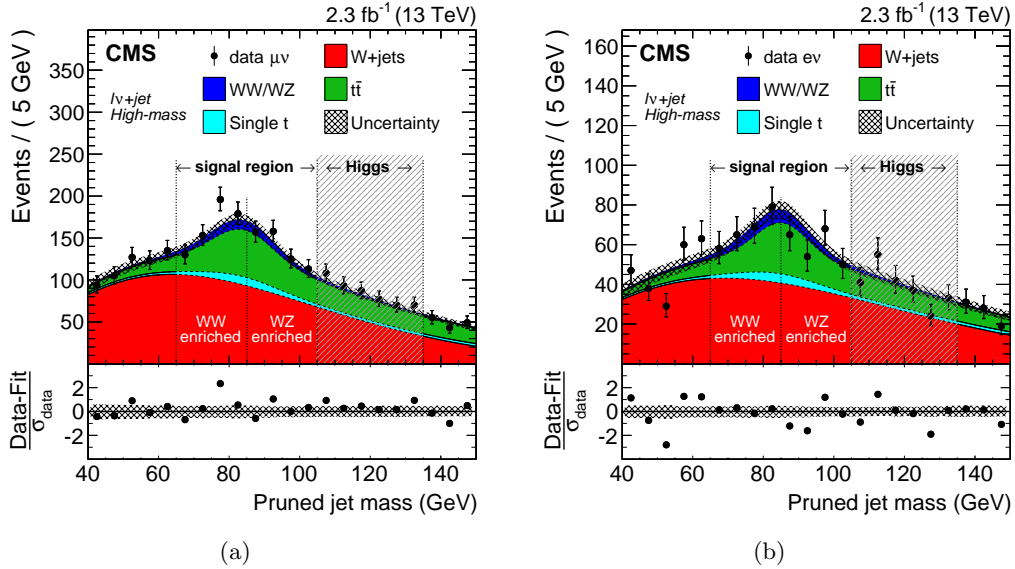 2.3 fb⁻¹ (13 TeV)
CMS
data μν
W+jets
WW/WZ
tt̄
Single t
Uncertainty
lν+jet
High-mass
← signal region →
← Higgs →
WW enriched
WZ enriched
Events / ( 5 GeV )
50
100
150
200
250
300
350
Data-Fit
σdata
-2
0
2
40 60 80 100 120 140
Pruned jet mass (GeV)
(a)
2.3 fb⁻¹ (13 TeV)
CMS
data eν
W+jets
WW/WZ
tt̄
Single t
Uncertainty
lν+jet
High-mass
← signal region →
← Higgs →
WW enriched
WZ enriched
Events / ( 5 GeV )
20
40
60
80
100
120
140
160
Data-Fit
σdata
-2
0
2
40 60 80 100 120 140
Pruned jet mass (GeV)
(b)